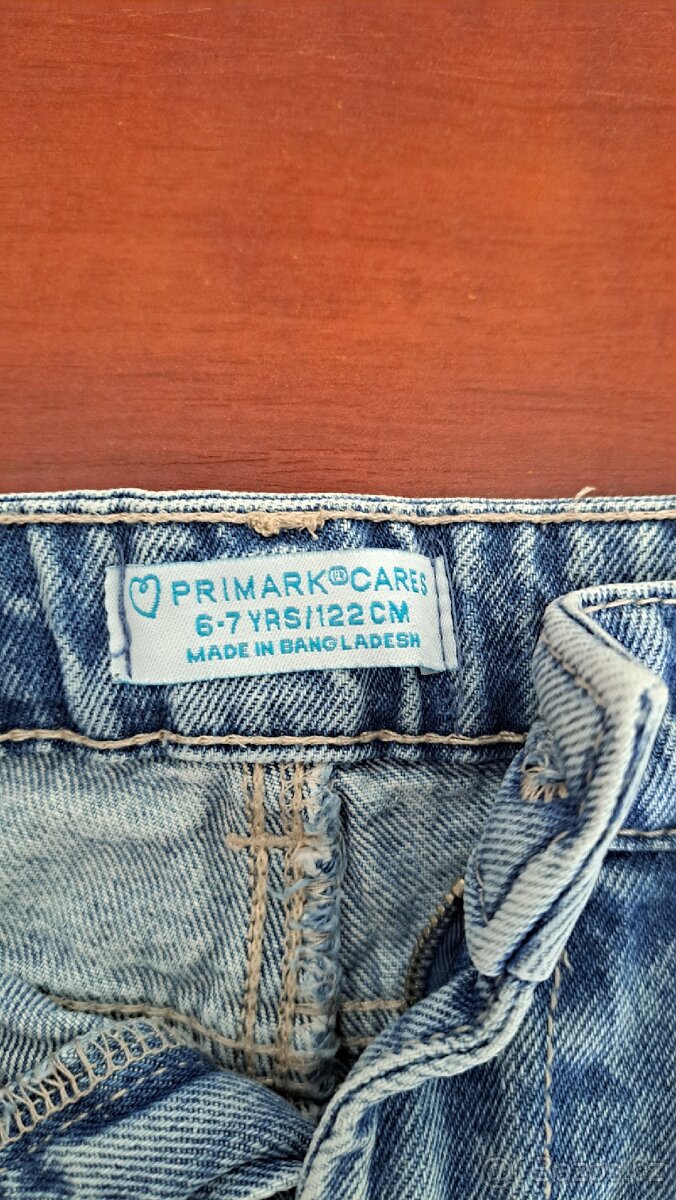 PRIMARK®CARES
6-7 YRS/122 CM
MADE IN BANGLADESH